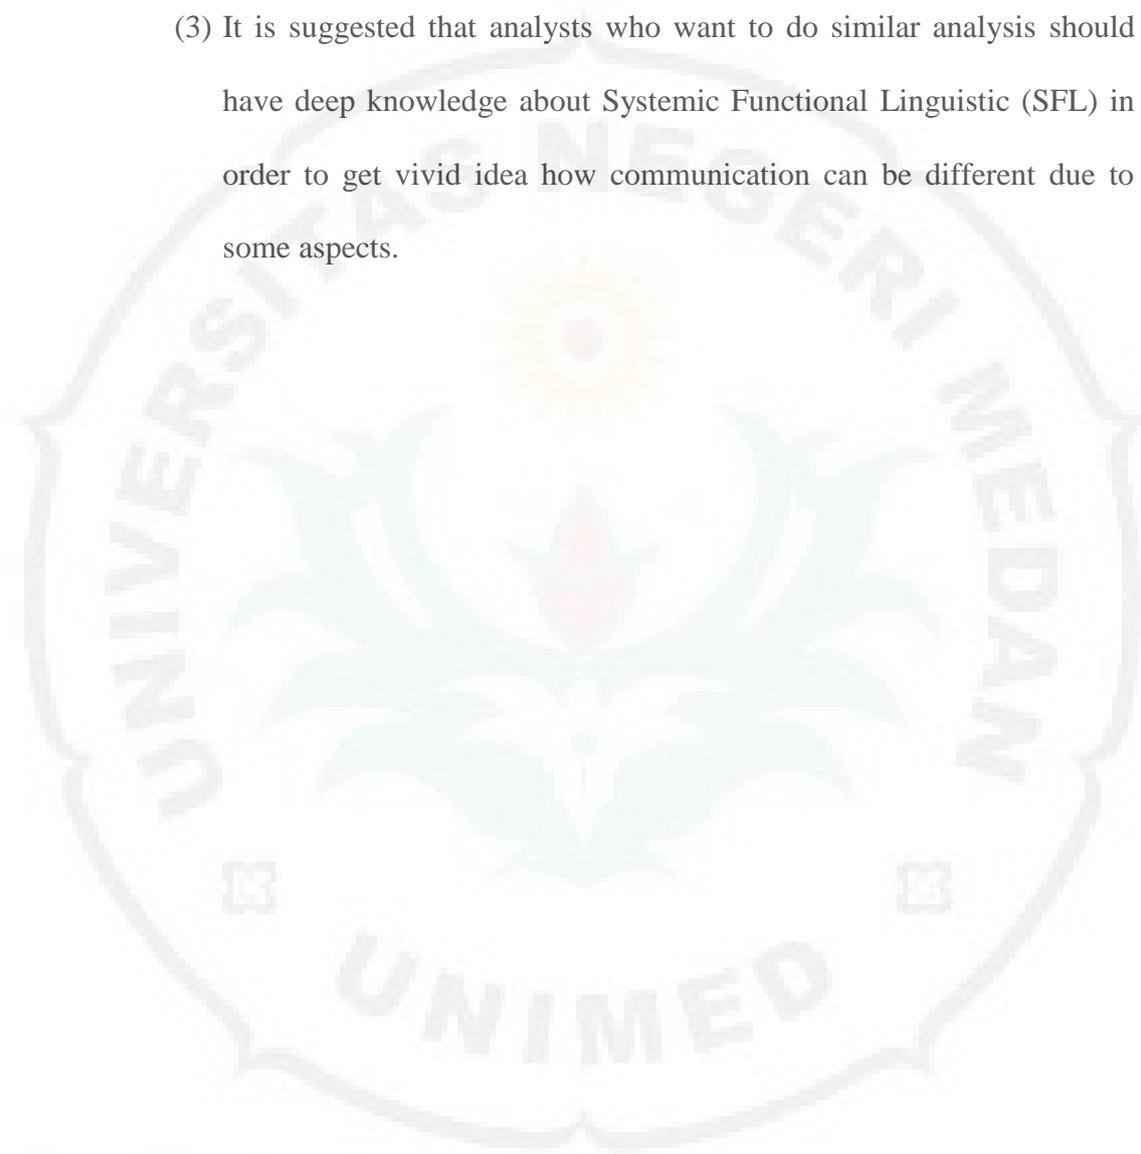 (3) It is suggested that analysts who want to do similar analysis should
have deep knowledge about Systemic Functional Linguistic (SFL) in
order to get vivid idea how communication can be different due to
some aspects.
UNIVERSITAS NEGERI MEDAN
UNIMED